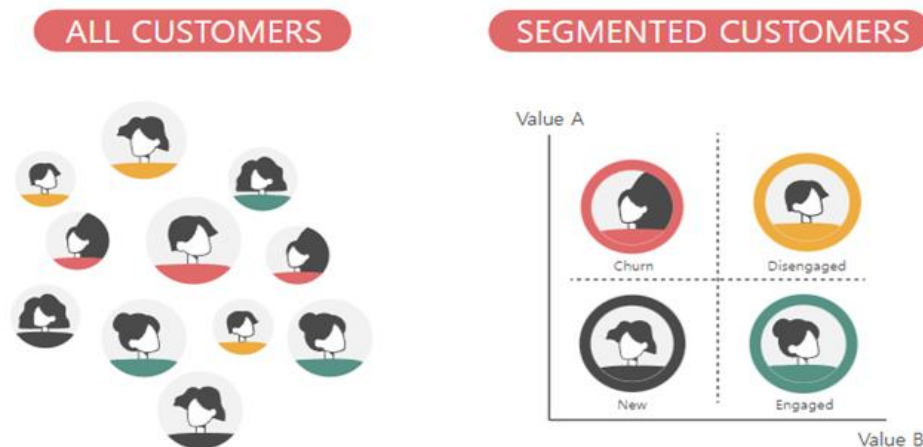 ALL CUSTOMERS
SEGMENTED CUSTOMERS
Value A
Churn
Disengaged
New
Engaged
Value B